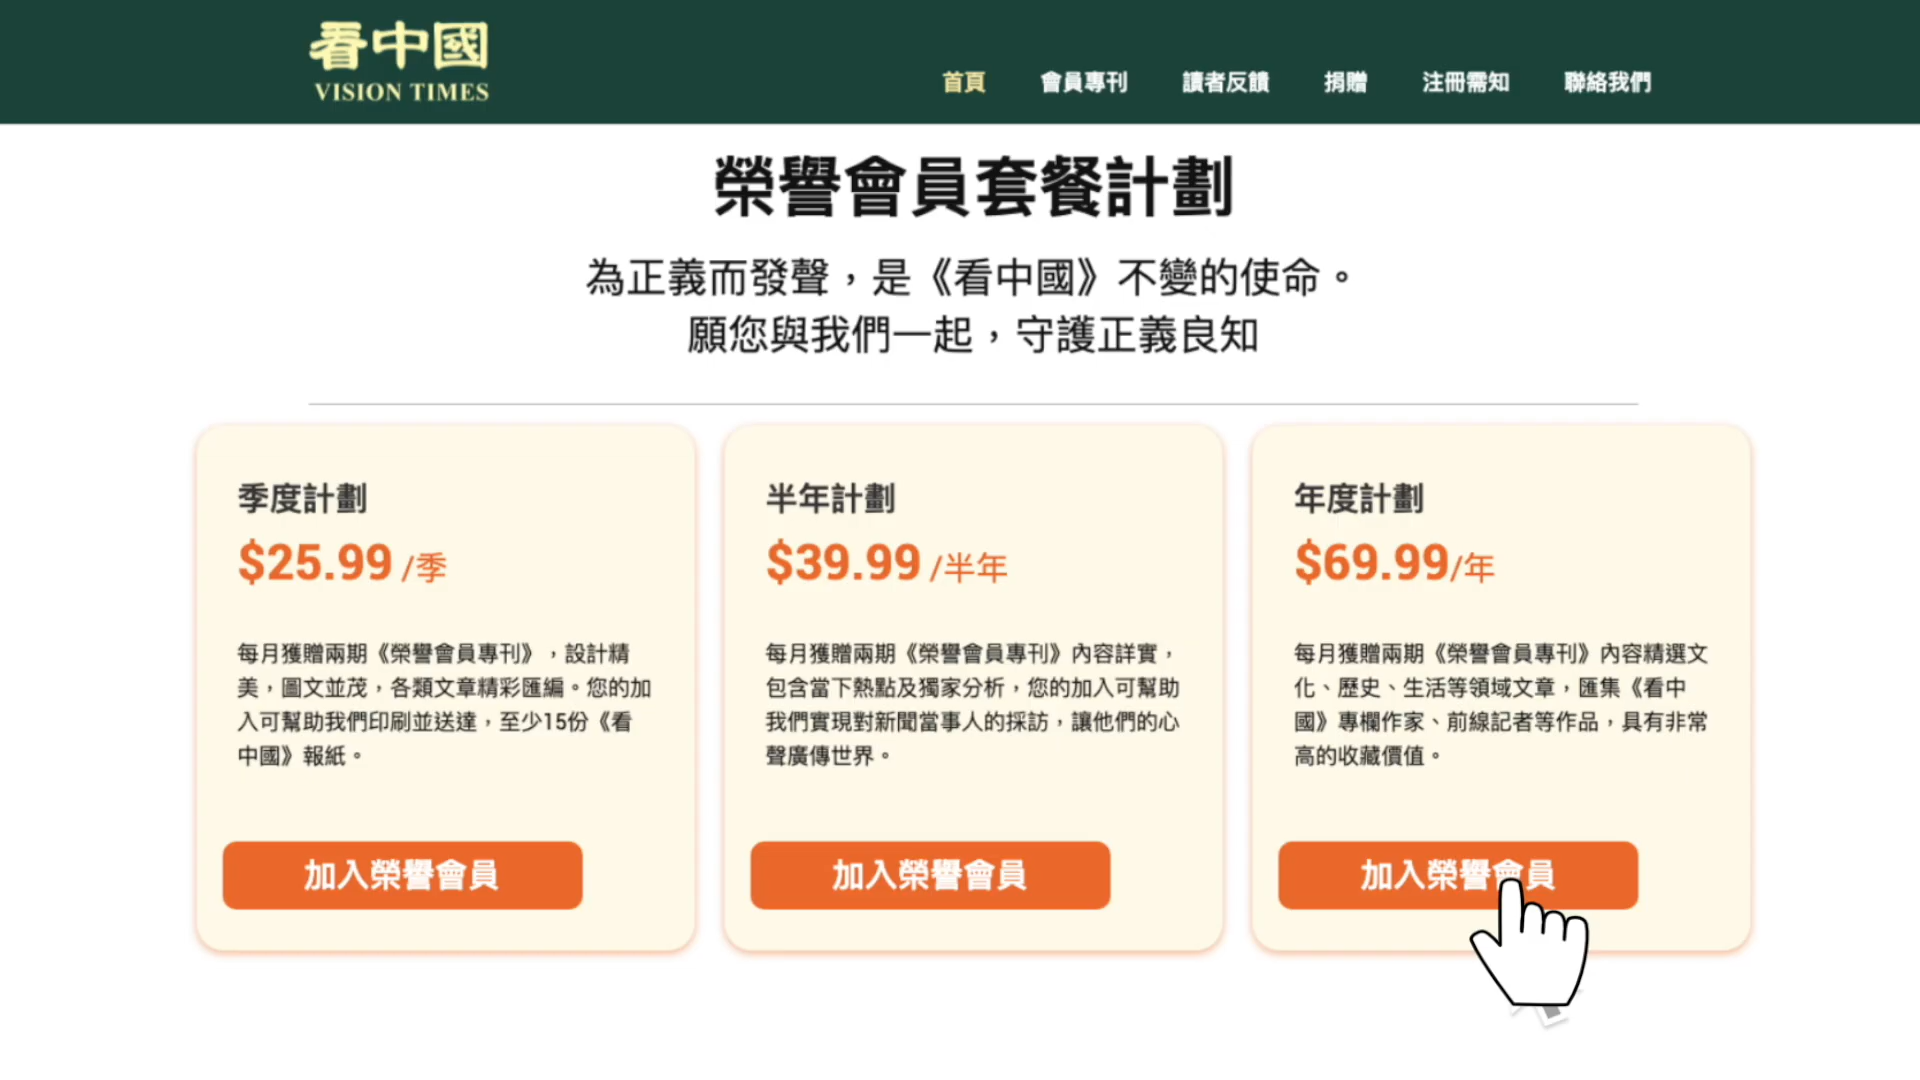 看中國
VISION TIMES
首頁
會員專刊
讀者反饋
捐贈
注冊需知
聯絡我們
榮譽會員套餐計劃
為正義而發聲，是《看中國》不變的使命。
願您與我們一起，守護正義良知
季度計劃
$25.99 /季
每月獲贈兩期《榮譽會員專刊》，設計精
美，圖文並茂，各類文章精彩匯編。您的加
入可幫助我們印刷並送達，至少15份《看
中國》報紙。
加入榮譽會員
半年計劃
$39.99 /半年
每月獲贈兩期《榮譽會員專刊》內容詳實，
包含當下熱點及獨家分析，您的加入可幫助
我們實現對新聞當事人的採訪，讓他們的心
聲廣傳世界。
加入榮譽會員
年度計劃
$69.99/年
每月獲贈兩期《榮譽會員專刊》內容精選文
化、歷史、生活等領域文章，匯集《看中
國》專欄作家、前線記者等作品，具有非常
高的收藏價值。
加入榮譽會員